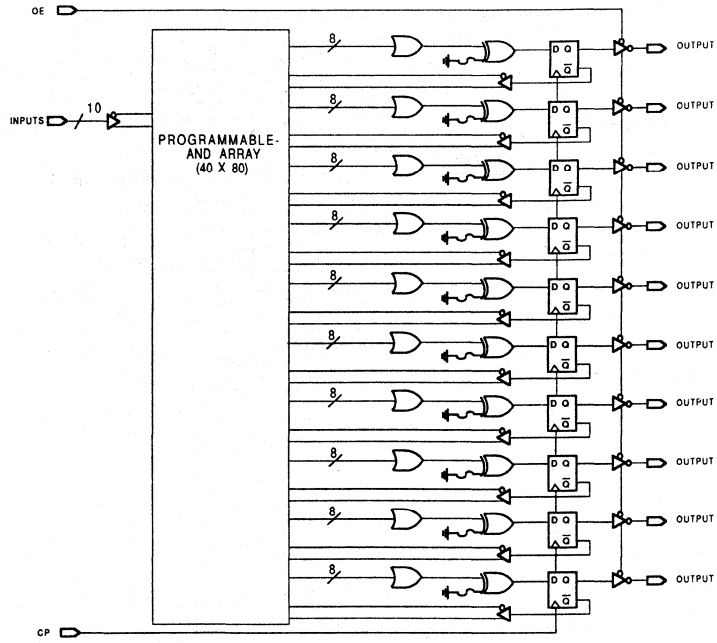 OE
8
D Q
Q
OUTPUT
10
INPUTS
PROGRAMMABLE-
AND ARRAY
(40 X 80)
8
D Q
Q
OUTPUT
8
D Q
Q
OUTPUT
8
D Q
Q
OUTPUT
8
D Q
Q
OUTPUT
8
D Q
Q
OUTPUT
8
D Q
Q
OUTPUT
8
D Q
Q
OUTPUT
8
D Q
Q
OUTPUT
8
D Q
Q
OUTPUT
CP